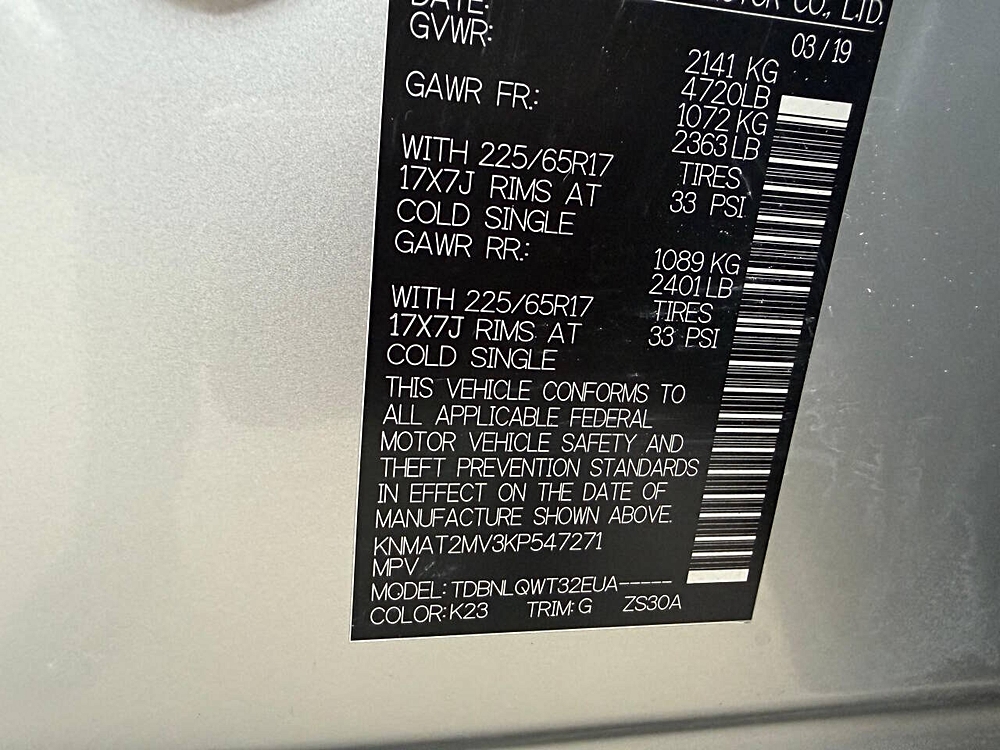 MOTOR CO., LTD.
DATE: 03/19
GVWR: 2141 KG
4720LB
GAWR FR.: 1072 KG
2363 LB
WITH 225/65R17 TIRES
17X7J RIMS AT 33 PSI
COLD SINGLE
GAWR RR.: 1089 KG
2401 LB
WITH 225/65R17 TIRES
17X7J RIMS AT 33 PSI
COLD SINGLE
THIS VEHICLE CONFORMS TO
ALL APPLICABLE FEDERAL
MOTOR VEHICLE SAFETY AND
THEFT PREVENTION STANDARDS
IN EFFECT ON THE DATE OF
MANUFACTURE SHOWN ABOVE.
KNMAT2MV3KP547271
MPV
MODEL: TDBNLQWT32EUA-----
COLOR: K23 TRIM: G ZS30A